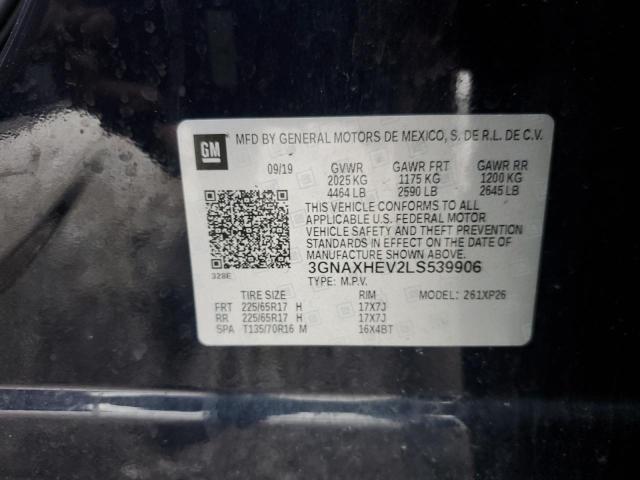 GM
MFD BY GENERAL MOTORS DE MEXICO, S. DE R.L. DE C.V.
09/19 GVWR GAWR FRT GAWR RR
2025 KG 1175 KG 1200 KG
4464 LB 2590 LB 2645 LB
THIS VEHICLE CONFORMS TO ALL
APPLICABLE U.S. FEDERAL MOTOR
VEHICLE SAFETY AND THEFT PREVENTION
STANDARDS IN EFFECT ON THE DATE OF
MANUFACTURE SHOWN ABOVE.
328E 3GNAXHEV2LS539906
TYPE: M.P.V.
TIRE SIZE RIM MODEL: 261XP26
FRT 225/65R17 H 17X7J
RR 225/65R17 H 17X7J
SPA T135/70R16 M 16X4BT